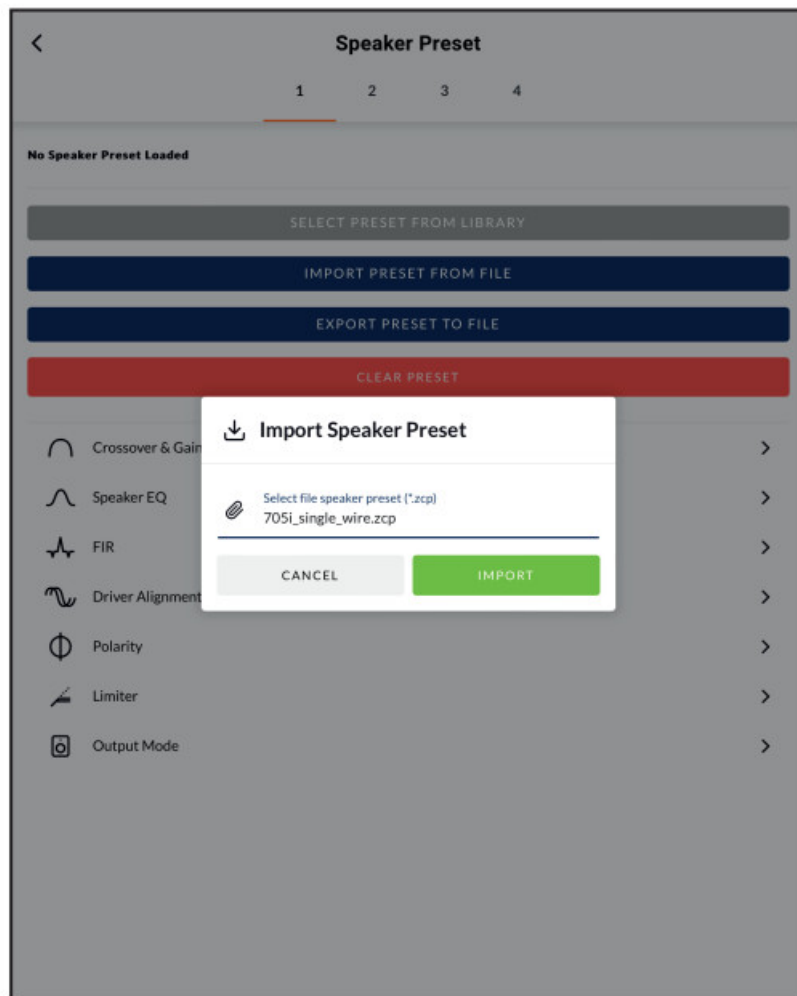 Speaker Preset
1 2 3 4
No Speaker Preset Loaded
SELECT PRESET FROM LIBRARY
IMPORT PRESET FROM FILE
EXPORT PRESET TO FILE
CLEAR PRESET
Import Speaker Preset
Crossover & Gain
Speaker EQ
Select file speaker preset (*.zcp)
705i_single_wire.zcp
FIR
CANCEL IMPORT
Driver Alignment
Polarity
Limiter
Output Mode